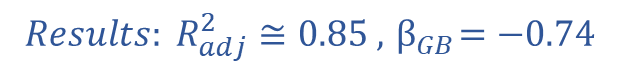 Results: R²adj ≅ 0.85 , βGB = −0.74